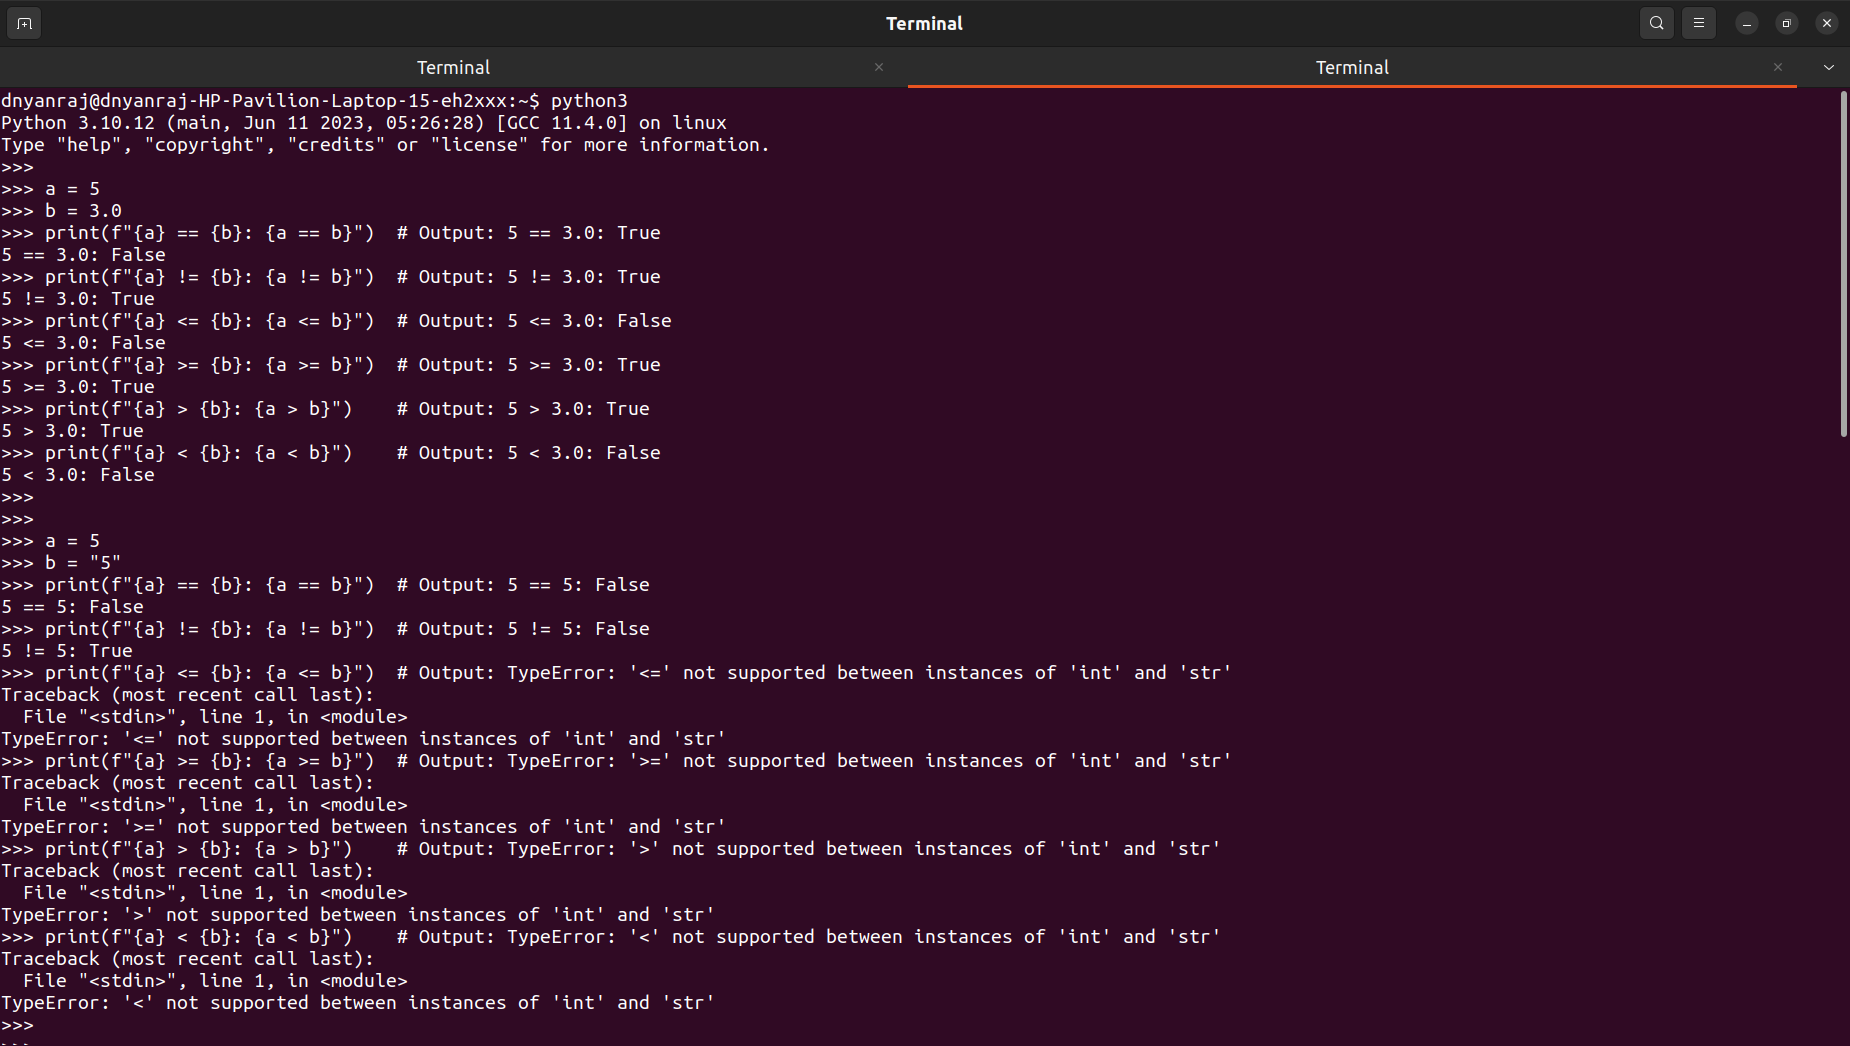 Terminal
Terminal
Terminal
dnyanraj@dnyanraj-HP-Pavilion-Laptop-15-eh2xxx:~$ python3
Python 3.10.12 (main, Jun 11 2023, 05:26:28) [GCC 11.4.0] on linux
Type "help", "copyright", "credits" or "license" for more information.
>>>
>>> a = 5
>>> b = 3.0
>>> print(f"{a} == {b}: {a == b}")  # Output: 5 == 3.0: True
5 == 3.0: False
>>> print(f"{a} != {b}: {a != b}")  # Output: 5 != 3.0: True
5 != 3.0: True
>>> print(f"{a} <= {b}: {a <= b}")  # Output: 5 <= 3.0: False
5 <= 3.0: False
>>> print(f"{a} >= {b}: {a >= b}")  # Output: 5 >= 3.0: True
5 >= 3.0: True
>>> print(f"{a} > {b}: {a > b}")    # Output: 5 > 3.0: True
5 > 3.0: True
>>> print(f"{a} < {b}: {a < b}")    # Output: 5 < 3.0: False
5 < 3.0: False
>>>
>>>
>>> a = 5
>>> b = "5"
>>> print(f"{a} == {b}: {a == b}")  # Output: 5 == 5: False
5 == 5: False
>>> print(f"{a} != {b}: {a != b}")  # Output: 5 != 5: False
5 != 5: True
>>> print(f"{a} <= {b}: {a <= b}")  # Output: TypeError: '<=' not supported between instances of 'int' and 'str'
Traceback (most recent call last):
  File "<stdin>", line 1, in <module>
TypeError: '<=' not supported between instances of 'int' and 'str'
>>> print(f"{a} >= {b}: {a >= b}")  # Output: TypeError: '>=' not supported between instances of 'int' and 'str'
Traceback (most recent call last):
  File "<stdin>", line 1, in <module>
TypeError: '>=' not supported between instances of 'int' and 'str'
>>> print(f"{a} > {b}: {a > b}")    # Output: TypeError: '>' not supported between instances of 'int' and 'str'
Traceback (most recent call last):
  File "<stdin>", line 1, in <module>
TypeError: '>' not supported between instances of 'int' and 'str'
>>> print(f"{a} < {b}: {a < b}")    # Output: TypeError: '<' not supported between instances of 'int' and 'str'
Traceback (most recent call last):
  File "<stdin>", line 1, in <module>
TypeError: '<' not supported between instances of 'int' and 'str'
>>>
>>>